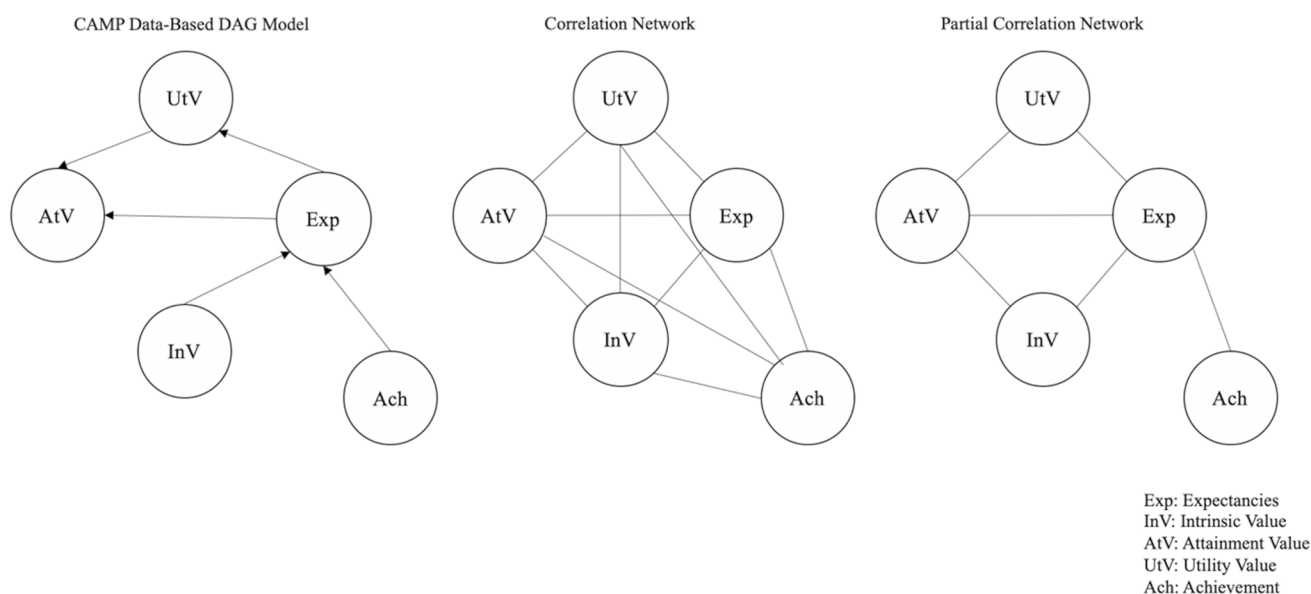 CAMP Data-Based DAG Model
UtV
AtV
Exp
InV
Ach
Correlation Network
UtV
AtV
Exp
InV
Ach
Partial Correlation Network
UtV
AtV
Exp
InV
Ach
Exp: Expectancies
InV: Intrinsic Value
AtV: Attainment Value
UtV: Utility Value
Ach: Achievement